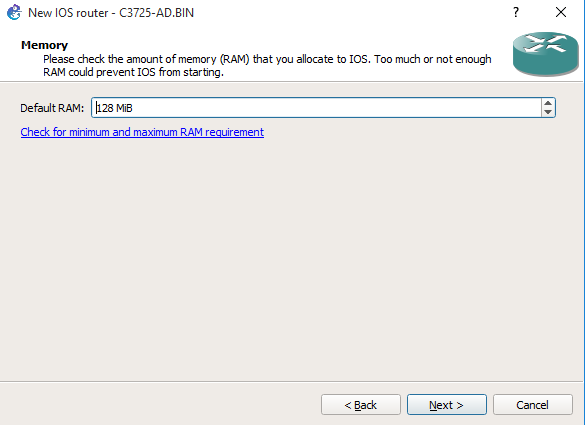 New IOS router - C3725-AD.BIN
?
Memory
Please check the amount of memory (RAM) that you allocate to IOS. Too much or not enough
RAM could prevent IOS from starting.
Default RAM: 128 MiB
Check for minimum and maximum RAM requirement
< Back Next > Cancel